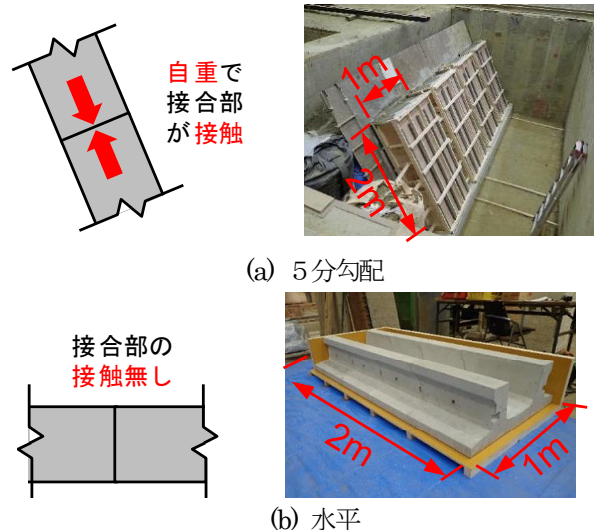 自重で
接合部
が接触
1m
2m
(a) 5分勾配
接合部の
接触無し
2m
1m
(b) 水平